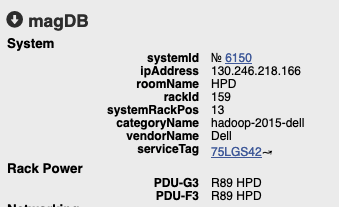 magDB
System
systemId № 6150
ipAddress 130.246.218.166
roomName HPD
rackId 159
systemRackPos 13
categoryName hadoop-2015-dell
vendorName Dell
serviceTag 75LGS42
Rack Power
PDU-G3 R89 HPD
PDU-F3 R89 HPD